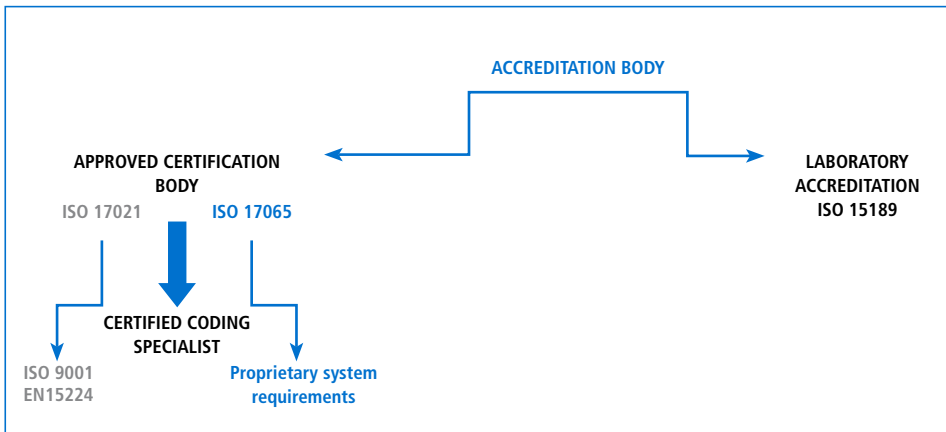 ACCREDITATION BODY
APPROVED CERTIFICATION
BODY
ISO 17021
ISO 17065
LABORATORY
ACCREDITATION
ISO 15189
CERTIFIED CODING
SPECIALIST
ISO 9001
EN15224
Proprietary system
requirements